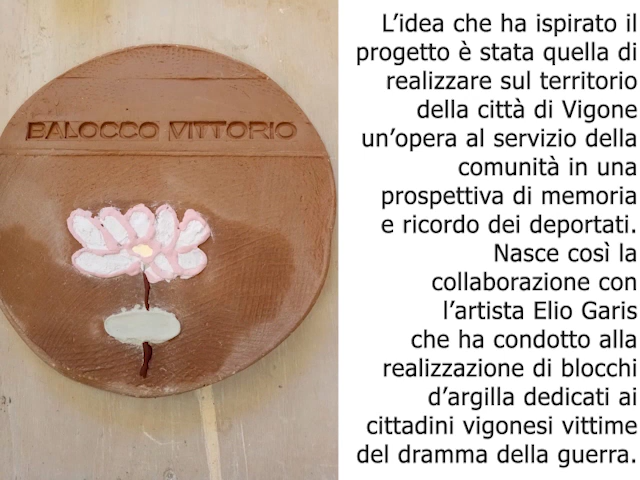 BALOCCO VITTORIO
L’idea che ha ispirato il
progetto è stata quella di
realizzare sul territorio
della città di Vigone
un’opera al servizio della
comunità in una
prospettiva di memoria
e ricordo dei deportati.
Nasce così la
collaborazione con
l’artista Elio Garis
che ha condotto alla
realizzazione di blocchi
d’argilla dedicati ai
cittadini vigonesi vittime
del dramma della guerra.